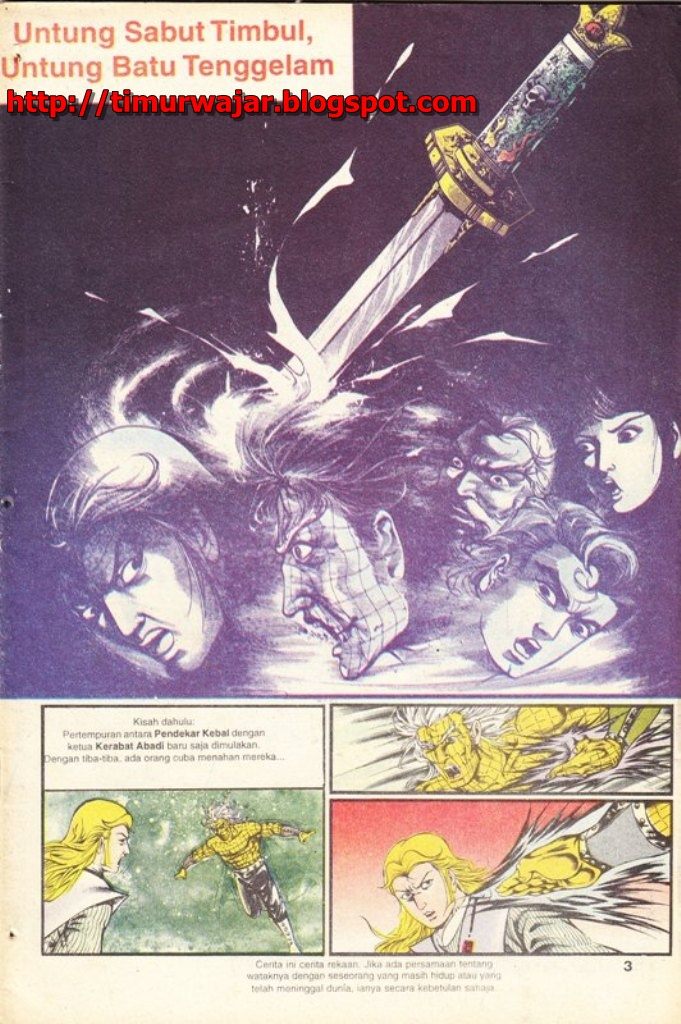 Untung Sabut Timbul,
Untung Batu Tenggelam
http://timurwajar.blogspot.com
Kisah dahulu:
Pertempuran antara Pendekar Kebal dengan
ketua Kerabat Abadi baru saja dimulakan.
Dengan tiba-tiba, ada orang cuba menahan mereka...
Cerita ini cerita rekaan. Jika ada persamaan tentang
wataknya dengan seseorang yang masih hidup atau yang
telah meninggal dunia, ianya secara kebetulan sahaja.
3